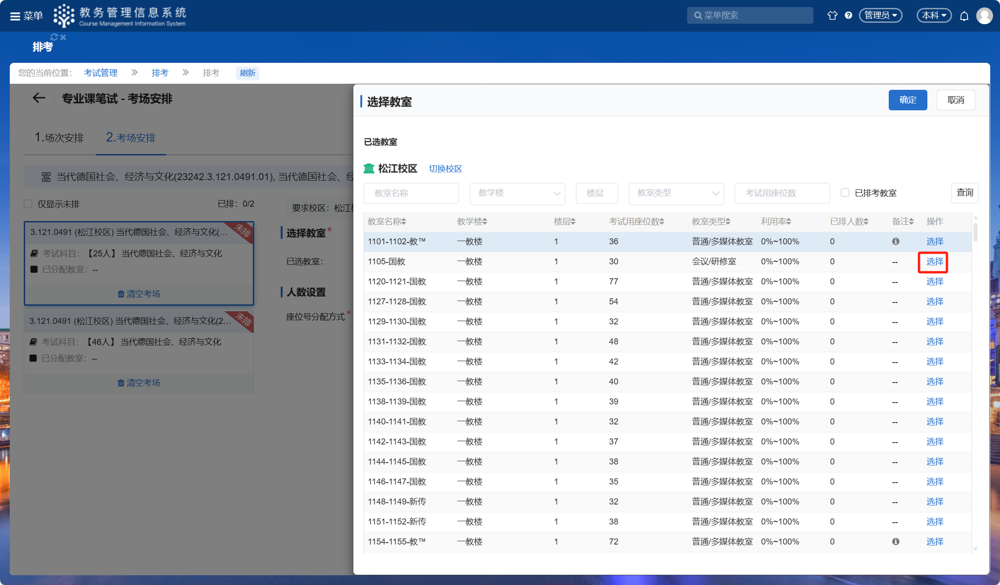 菜单 教务管理信息系统 菜单搜索 管理员 本科
Course Management Information System
排考
您的当前位置： 考试管理 排考 排考 刷新
专业课笔试 - 考场安排
1.场次安排 2.考场安排
当代德国社会、经济与文化(23242.3.121.0491.01), 当代德国社会、经
仅显示未排 已排：0/2
3.121.0491 (松江校区) 当代德国社会、经济与文化(... 未排
考试科目： 【25人】 当代德国社会、经济与文化
已分配教室： --
清空考场
3.121.0491 (松江校区) 当代德国社会、经济与文化(2... 未排
考试科目： 【46人】 当代德国社会、经济与文化
已分配教室： --
清空考场
要求校区：松江
选择教室*
已选教室：
人数设置
座位号分配方式*
选择教室 确定 取消
已选教室
松江校区 切换校区
教室名称 教学楼 楼层 教室类型 考试用座位数 已排考教室 查询
教室名称 教学楼 楼层 考试用座位数 教室类型 利用率 已排人数 备注 操作
1101-1102-教™ 一教楼 1 36 普通/多媒体教室 0%~100% 0 选择
1105-国教 一教楼 1 30 会议/研修室 0%~100% 0 -- 选择
1120-1121-国教 一教楼 1 77 普通/多媒体教室 0%~100% 0 -- 选择
1127-1128-国教 一教楼 1 54 普通/多媒体教室 0%~100% 0 -- 选择
1129-1130-国教 一教楼 1 32 普通/多媒体教室 0%~100% 0 -- 选择
1131-1132-国教 一教楼 1 48 普通/多媒体教室 0%~100% 0 -- 选择
1133-1134-国教 一教楼 1 42 普通/多媒体教室 0%~100% 0 -- 选择
1135-1136-国教 一教楼 1 40 普通/多媒体教室 0%~100% 0 -- 选择
1138-1139-国教 一教楼 1 39 普通/多媒体教室 0%~100% 0 -- 选择
1140-1141-国教 一教楼 1 32 普通/多媒体教室 0%~100% 0 -- 选择
1142-1143-国教 一教楼 1 37 普通/多媒体教室 0%~100% 0 -- 选择
1144-1145-国教 一教楼 1 38 普通/多媒体教室 0%~100% 0 -- 选择
1146-1147-国教 一教楼 1 35 普通/多媒体教室 0%~100% 0 -- 选择
1148-1149-新传 一教楼 1 32 普通/多媒体教室 0%~100% 0 -- 选择
1151-1152-新传 一教楼 1 38 普通/多媒体教室 0%~100% 0 -- 选择
1154-1155-教™ 一教楼 1 72 普通/多媒体教室 0%~100% 0 选择